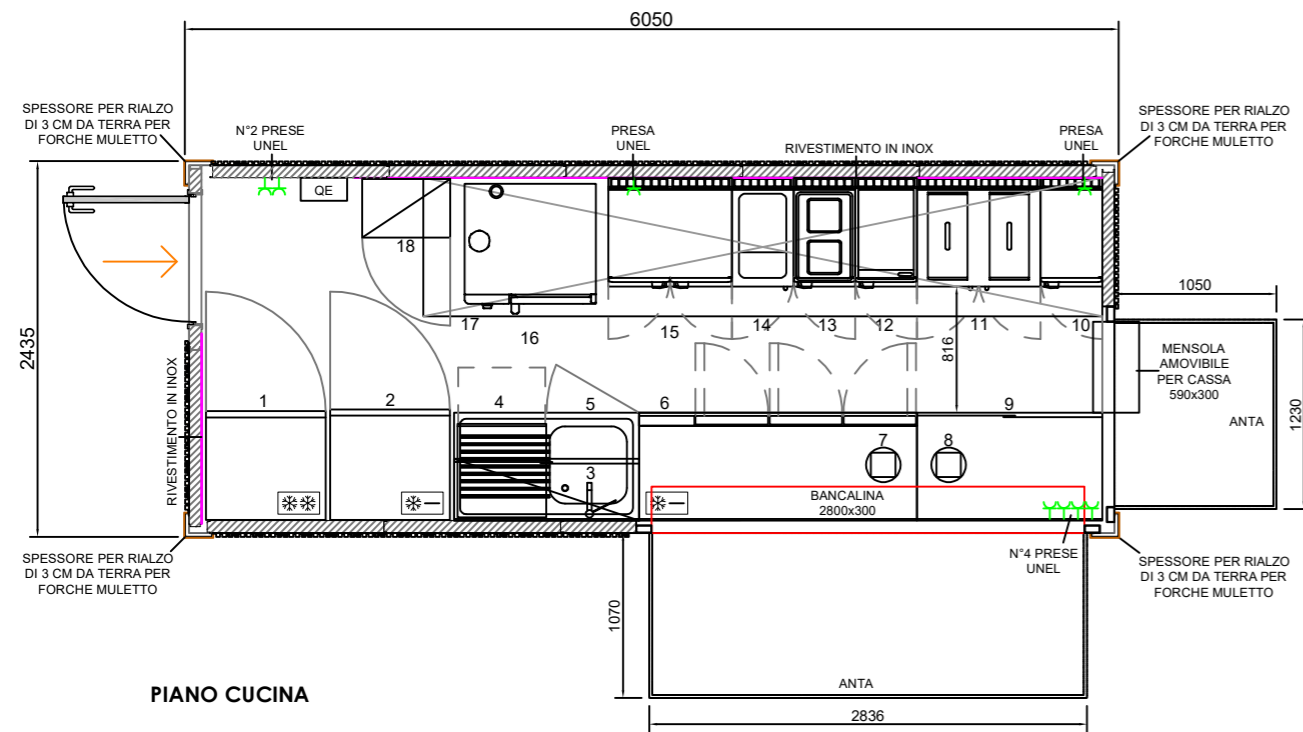 6050
SPESSORE PER RIALZO
DI 3 CM DA TERRA PER
FORCHE MULETTO
N°2 PRESE
UNEL
PRESA
UNEL
RIVESTIMENTO IN INOX
PRESA
UNEL
SPESSORE PER RIALZO
DI 3 CM DA TERRA PER
FORCHE MULETTO
QE
18
17
16
15
14
13
12
11
10
1050
2435
816
MENSOLA
AMOVIBILE
PER CASSA
590x300
ANTA
1230
RIVESTIMENTO IN INOX
1
2
4
5
6
9
3
7
8
BANCALINA
2800x300
N°4 PRESE
UNEL
SPESSORE PER RIALZO
DI 3 CM DA TERRA PER
FORCHE MULETTO
SPESSORE PER RIALZO
DI 3 CM DA TERRA PER
FORCHE MULETTO
1070
ANTA
2836
PIANO CUCINA